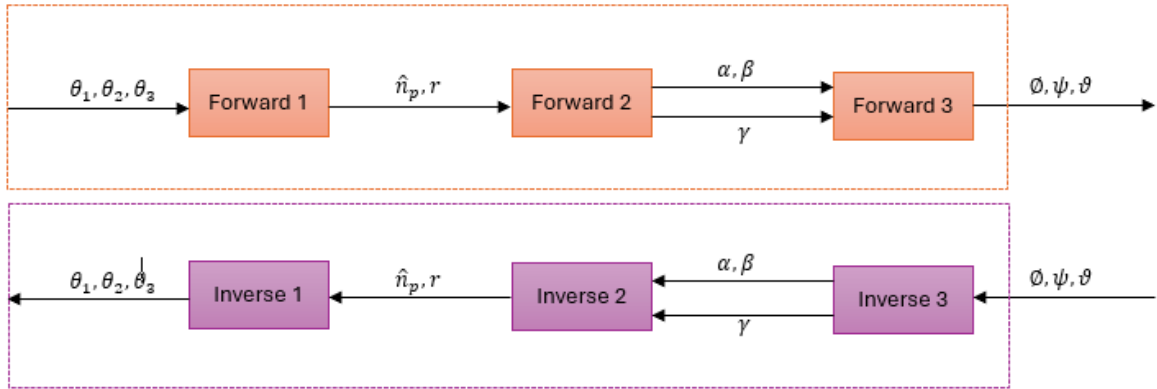 θ₁, θ₂, θ₃
Forward 1
n̂ₚ, r
Forward 2
α, β
γ
Forward 3
Ø, ψ, ϑ
θ₁, θ₂, θ₃
Inverse 1
n̂ₚ, r
Inverse 2
α, β
γ
Inverse 3
Ø, ψ, ϑ